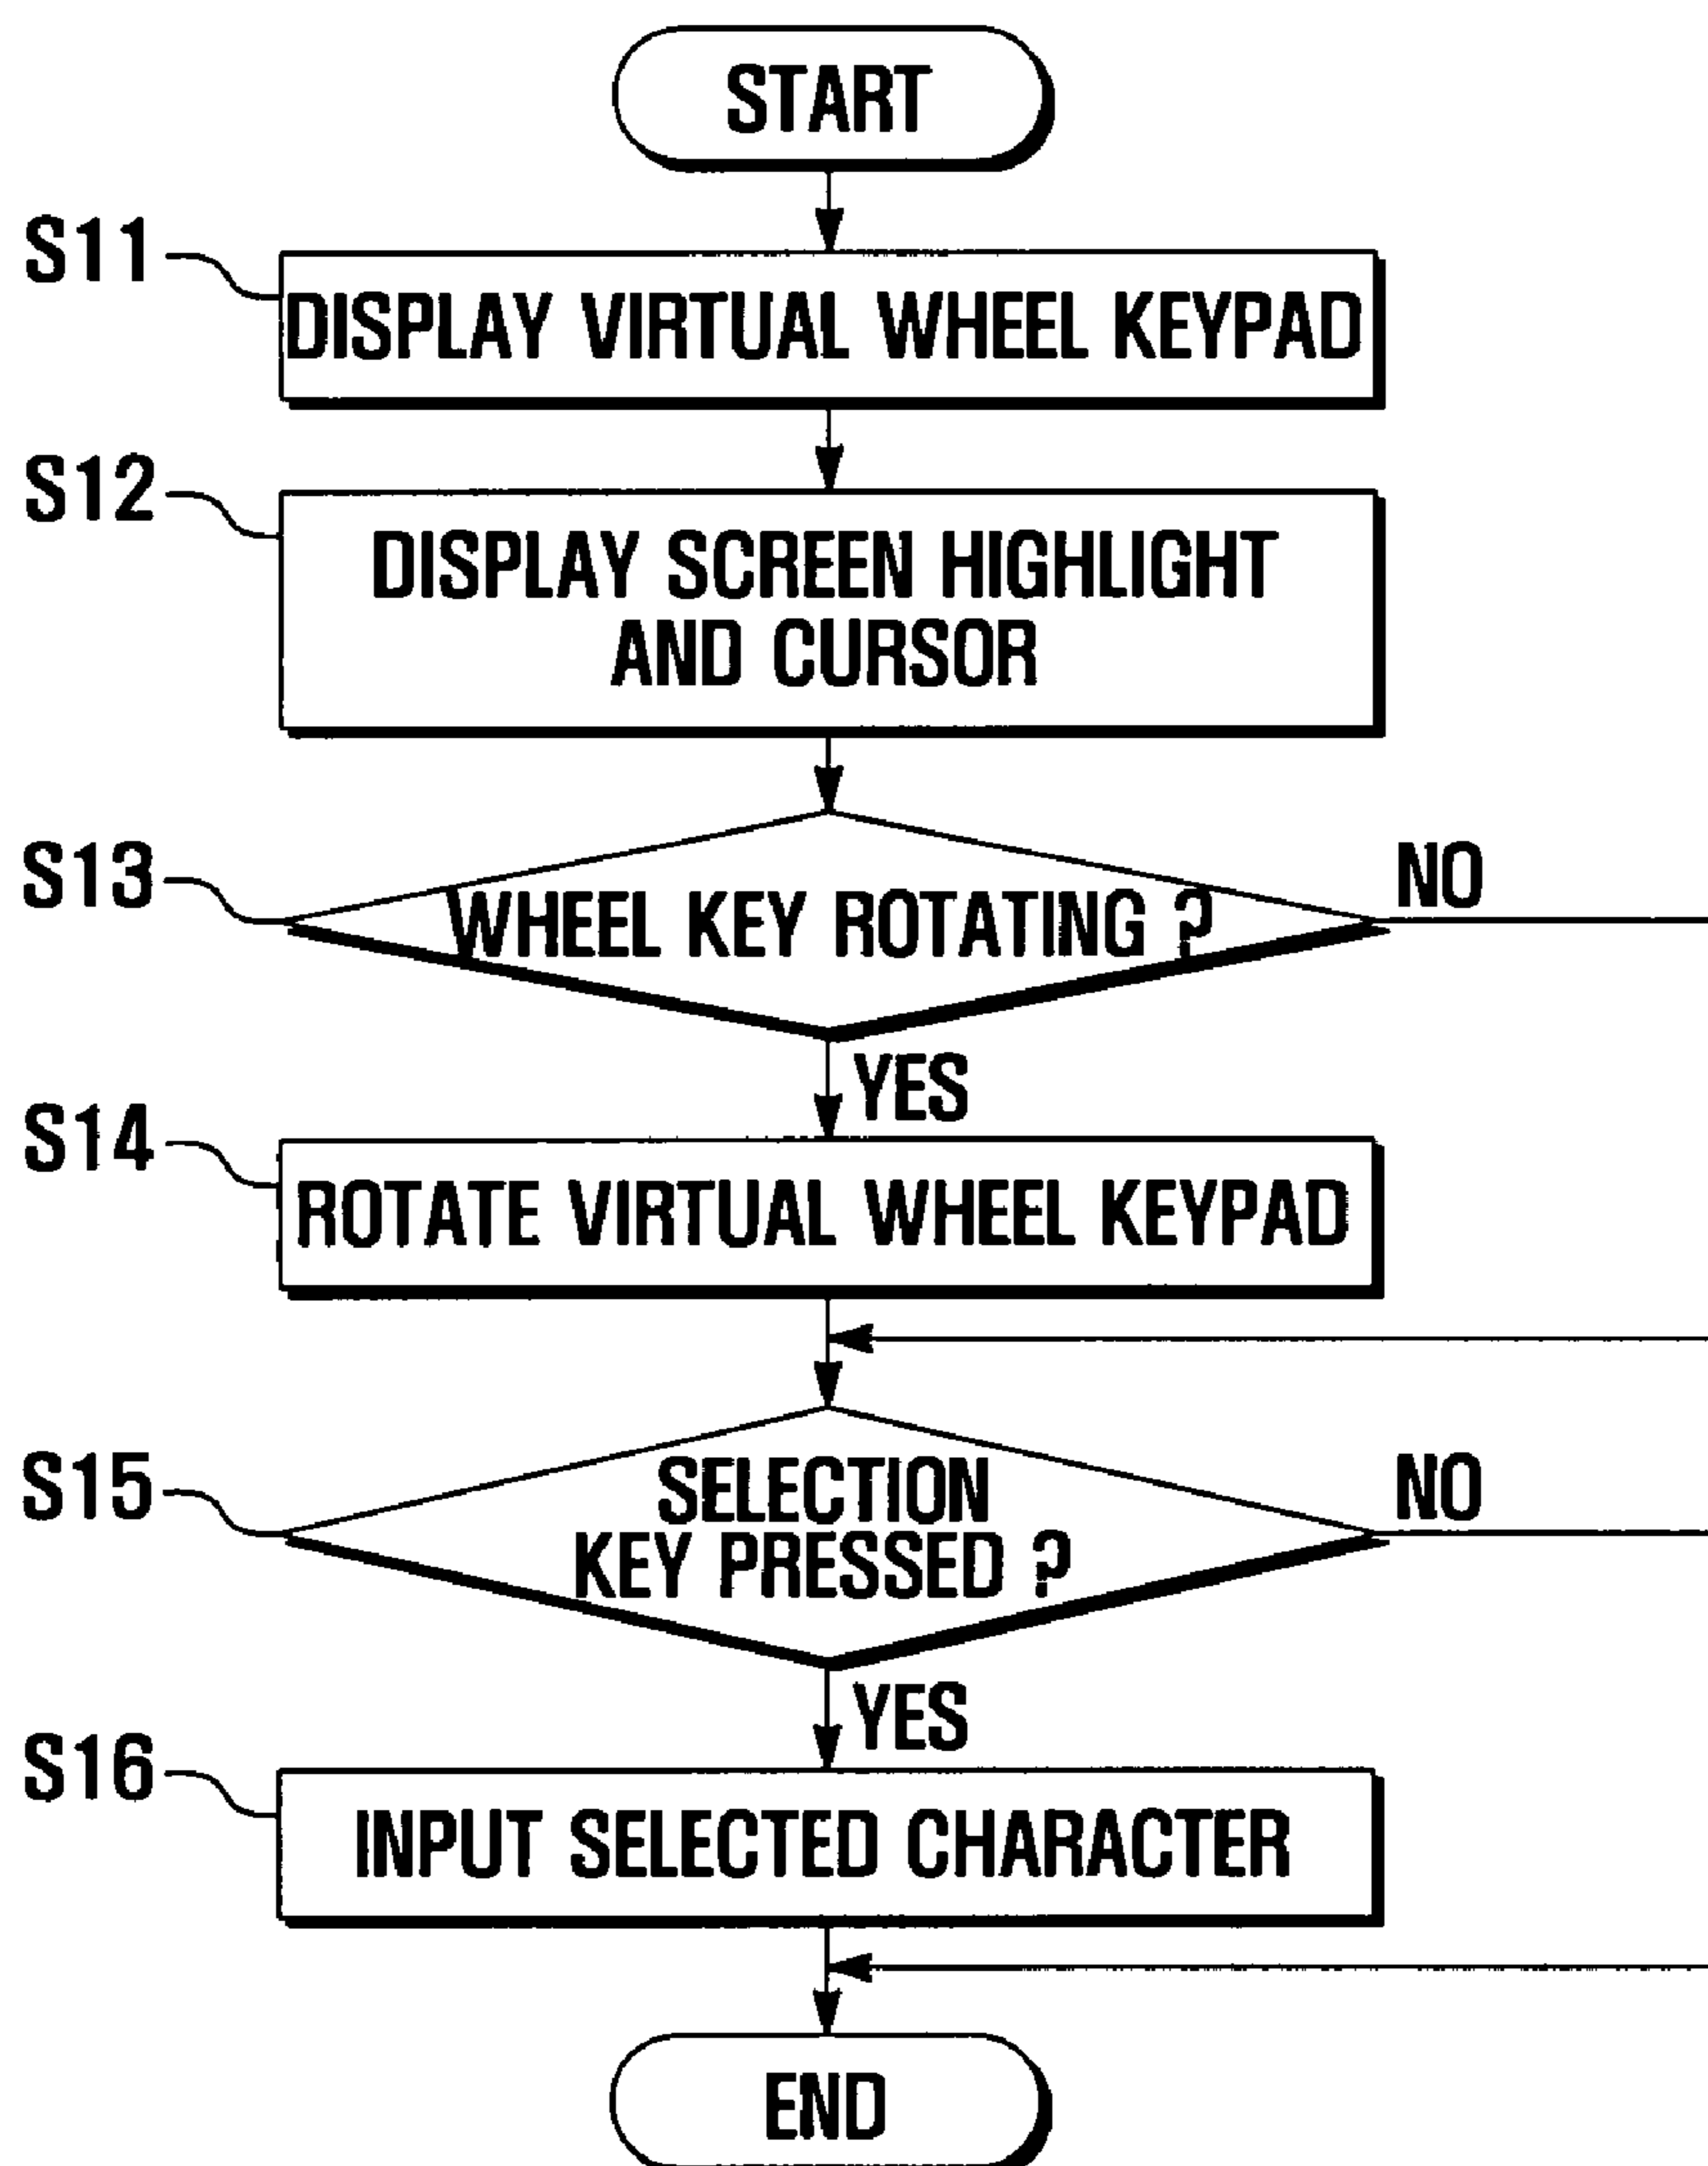 START
S11
DISPLAY VIRTUAL WHEEL KEYPAD
S12
DISPLAY SCREEN HIGHLIGHT
AND CURSOR
S13
WHEEL KEY ROTATING ?
NO
YES
S14
ROTATE VIRTUAL WHEEL KEYPAD
S15
SELECTION
KEY PRESSED ?
NO
YES
S16
INPUT SELECTED CHARACTER
END